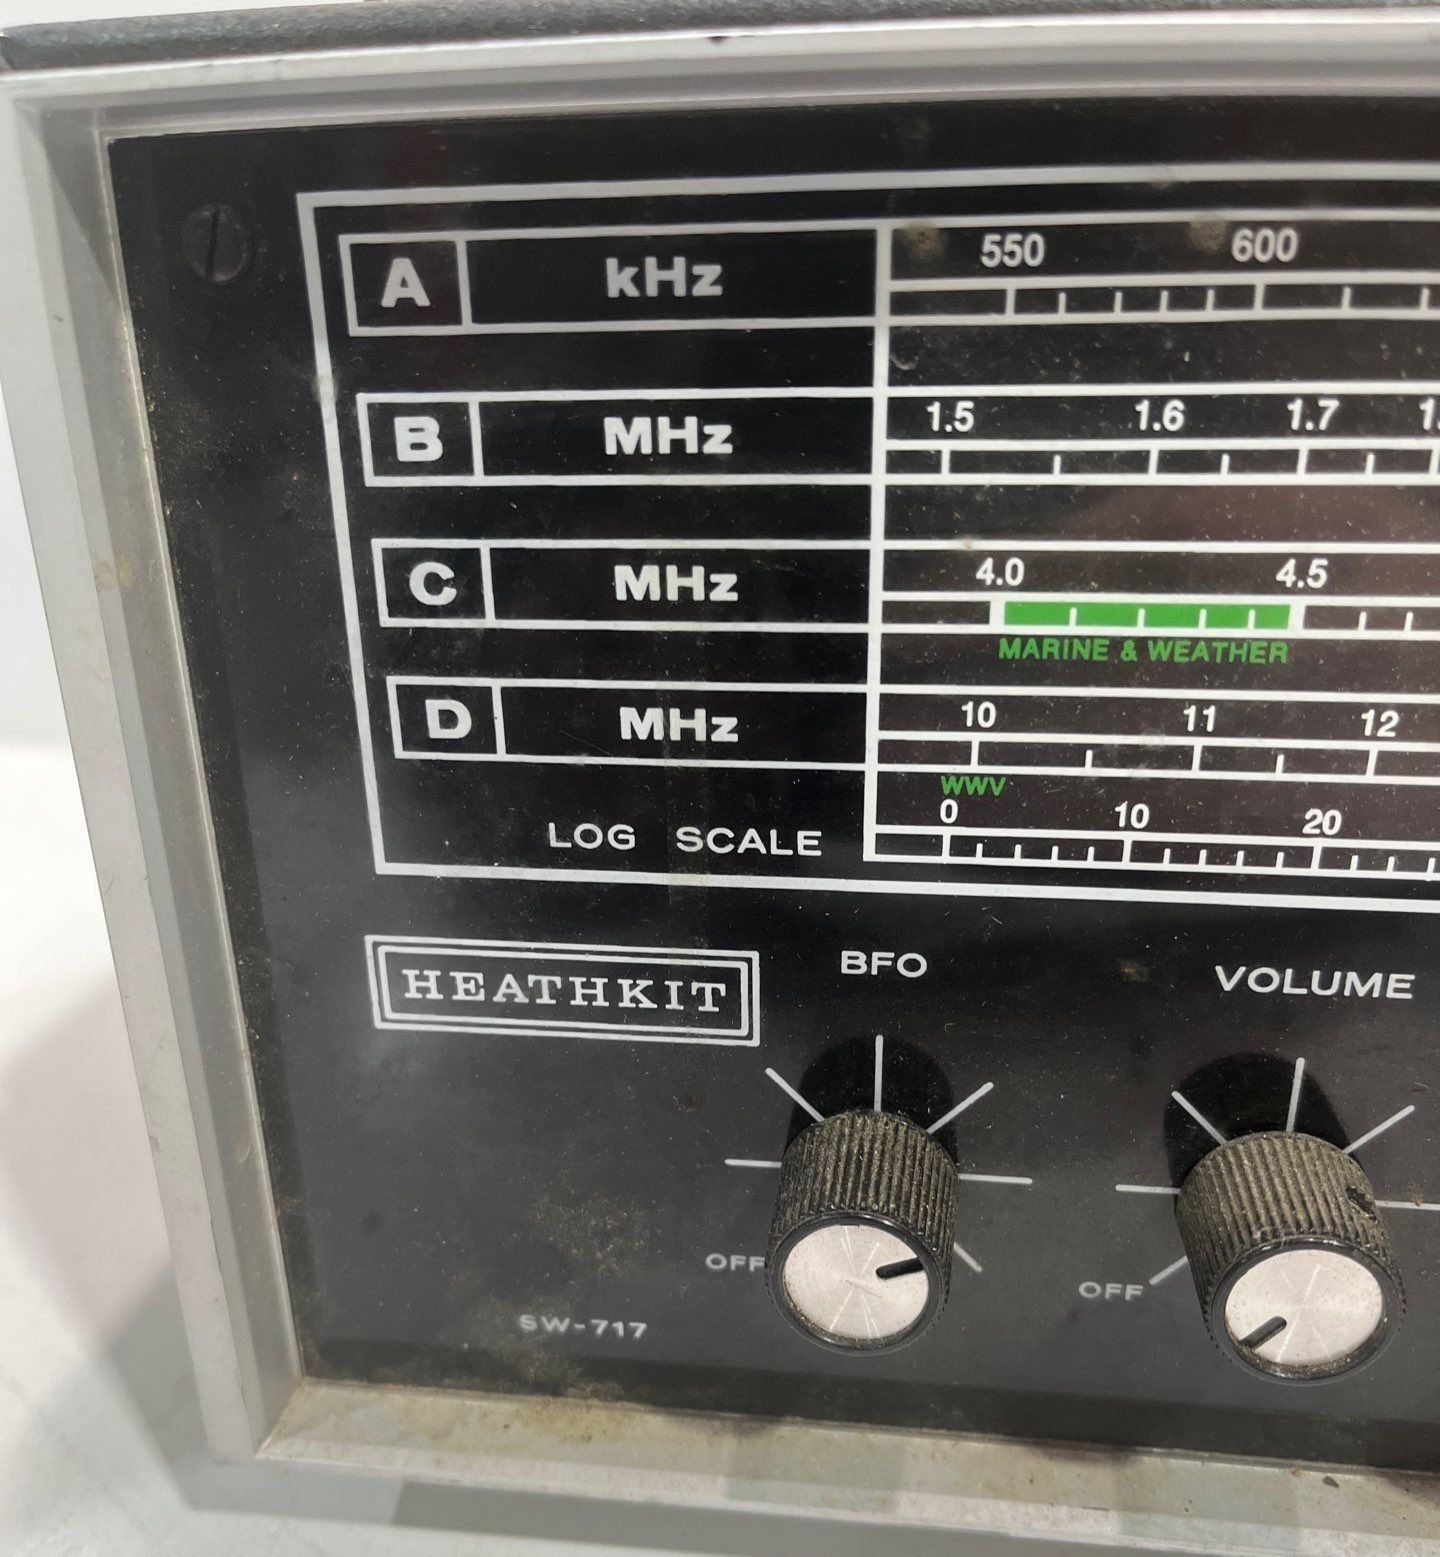 A kHz 550 600
B MHz 1.5 1.6 1.7 1.
C MHz 4.0 4.5
MARINE & WEATHER
D MHz 10 11 12
WWV
LOG SCALE 0 10 20
HEATHKIT
BFO
VOLUME
OFF
OFF
SW-717